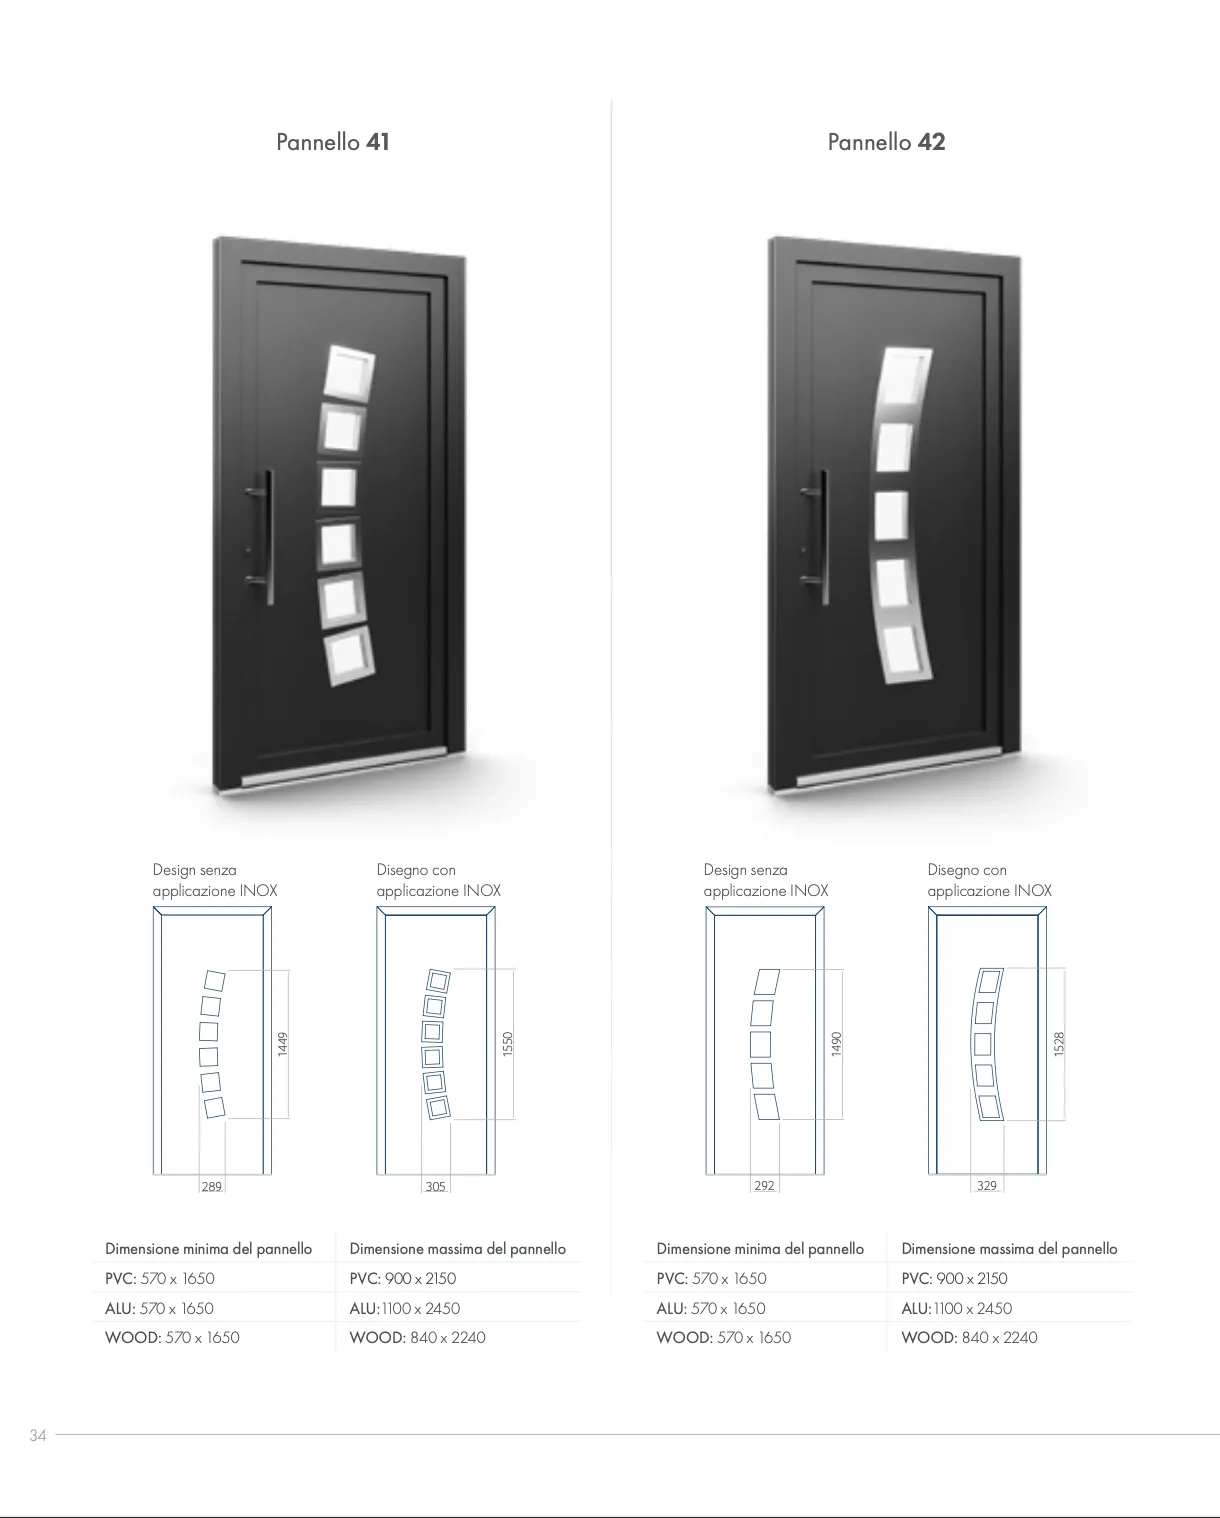 Pannello 41
Design senza
applicazione INOX
Disegno con
applicazione INOX
1449
289
1550
305
Dimensione minima del pannello
Dimensione massima del pannello
PVC: 570 x 1650
PVC: 900 x 2150
ALU: 570 x 1650
ALU:1100 x 2450
WOOD: 570 x 1650
WOOD: 840 x 2240
Pannello 42
Design senza
applicazione INOX
Disegno con
applicazione INOX
1490
292
1528
329
Dimensione minima del pannello
Dimensione massima del pannello
PVC: 570 x 1650
PVC: 900 x 2150
ALU: 570 x 1650
ALU:1100 x 2450
WOOD: 570 x 1650
WOOD: 840 x 2240
34